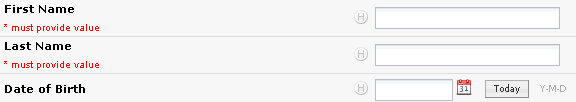 First Name
H
* must provide value
Last Name
H
* must provide value
Date of Birth H 31 Today Y-M-D